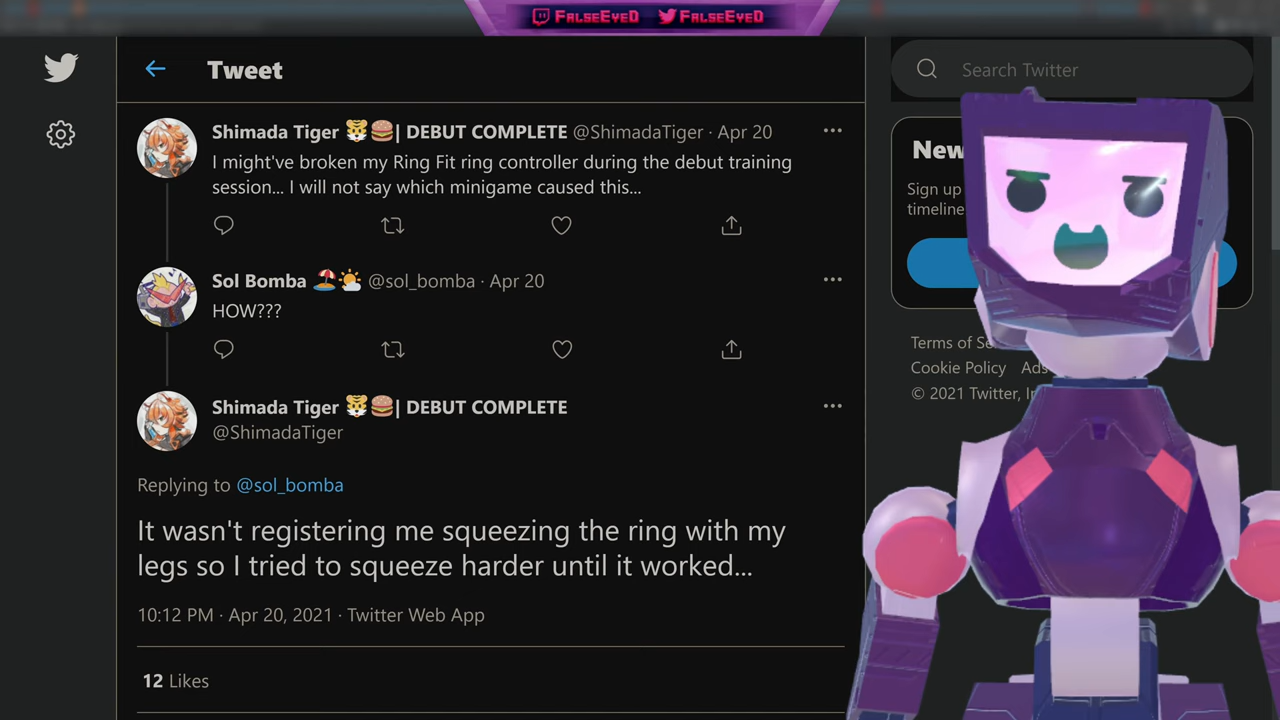 FalseEyeD FalseEyeD
Tweet
Search Twitter
Shimada Tiger 🐯🍔| DEBUT COMPLETE @ShimadaTiger · Apr 20
I might've broken my Ring Fit ring controller during the debut training
session... I will not say which minigame caused this...
Sol Bomba 🏖️🌤️ @sol_bomba · Apr 20
HOW???
Shimada Tiger 🐯🍔| DEBUT COMPLETE
@ShimadaTiger
Replying to @sol_bomba
It wasn't registering me squeezing the ring with my
legs so I tried to squeeze harder until it worked...
10:12 PM · Apr 20, 2021 · Twitter Web App
12 Likes
New
Sign up
timeline
Terms of
Cookie Policy
© 2021 Twitter,